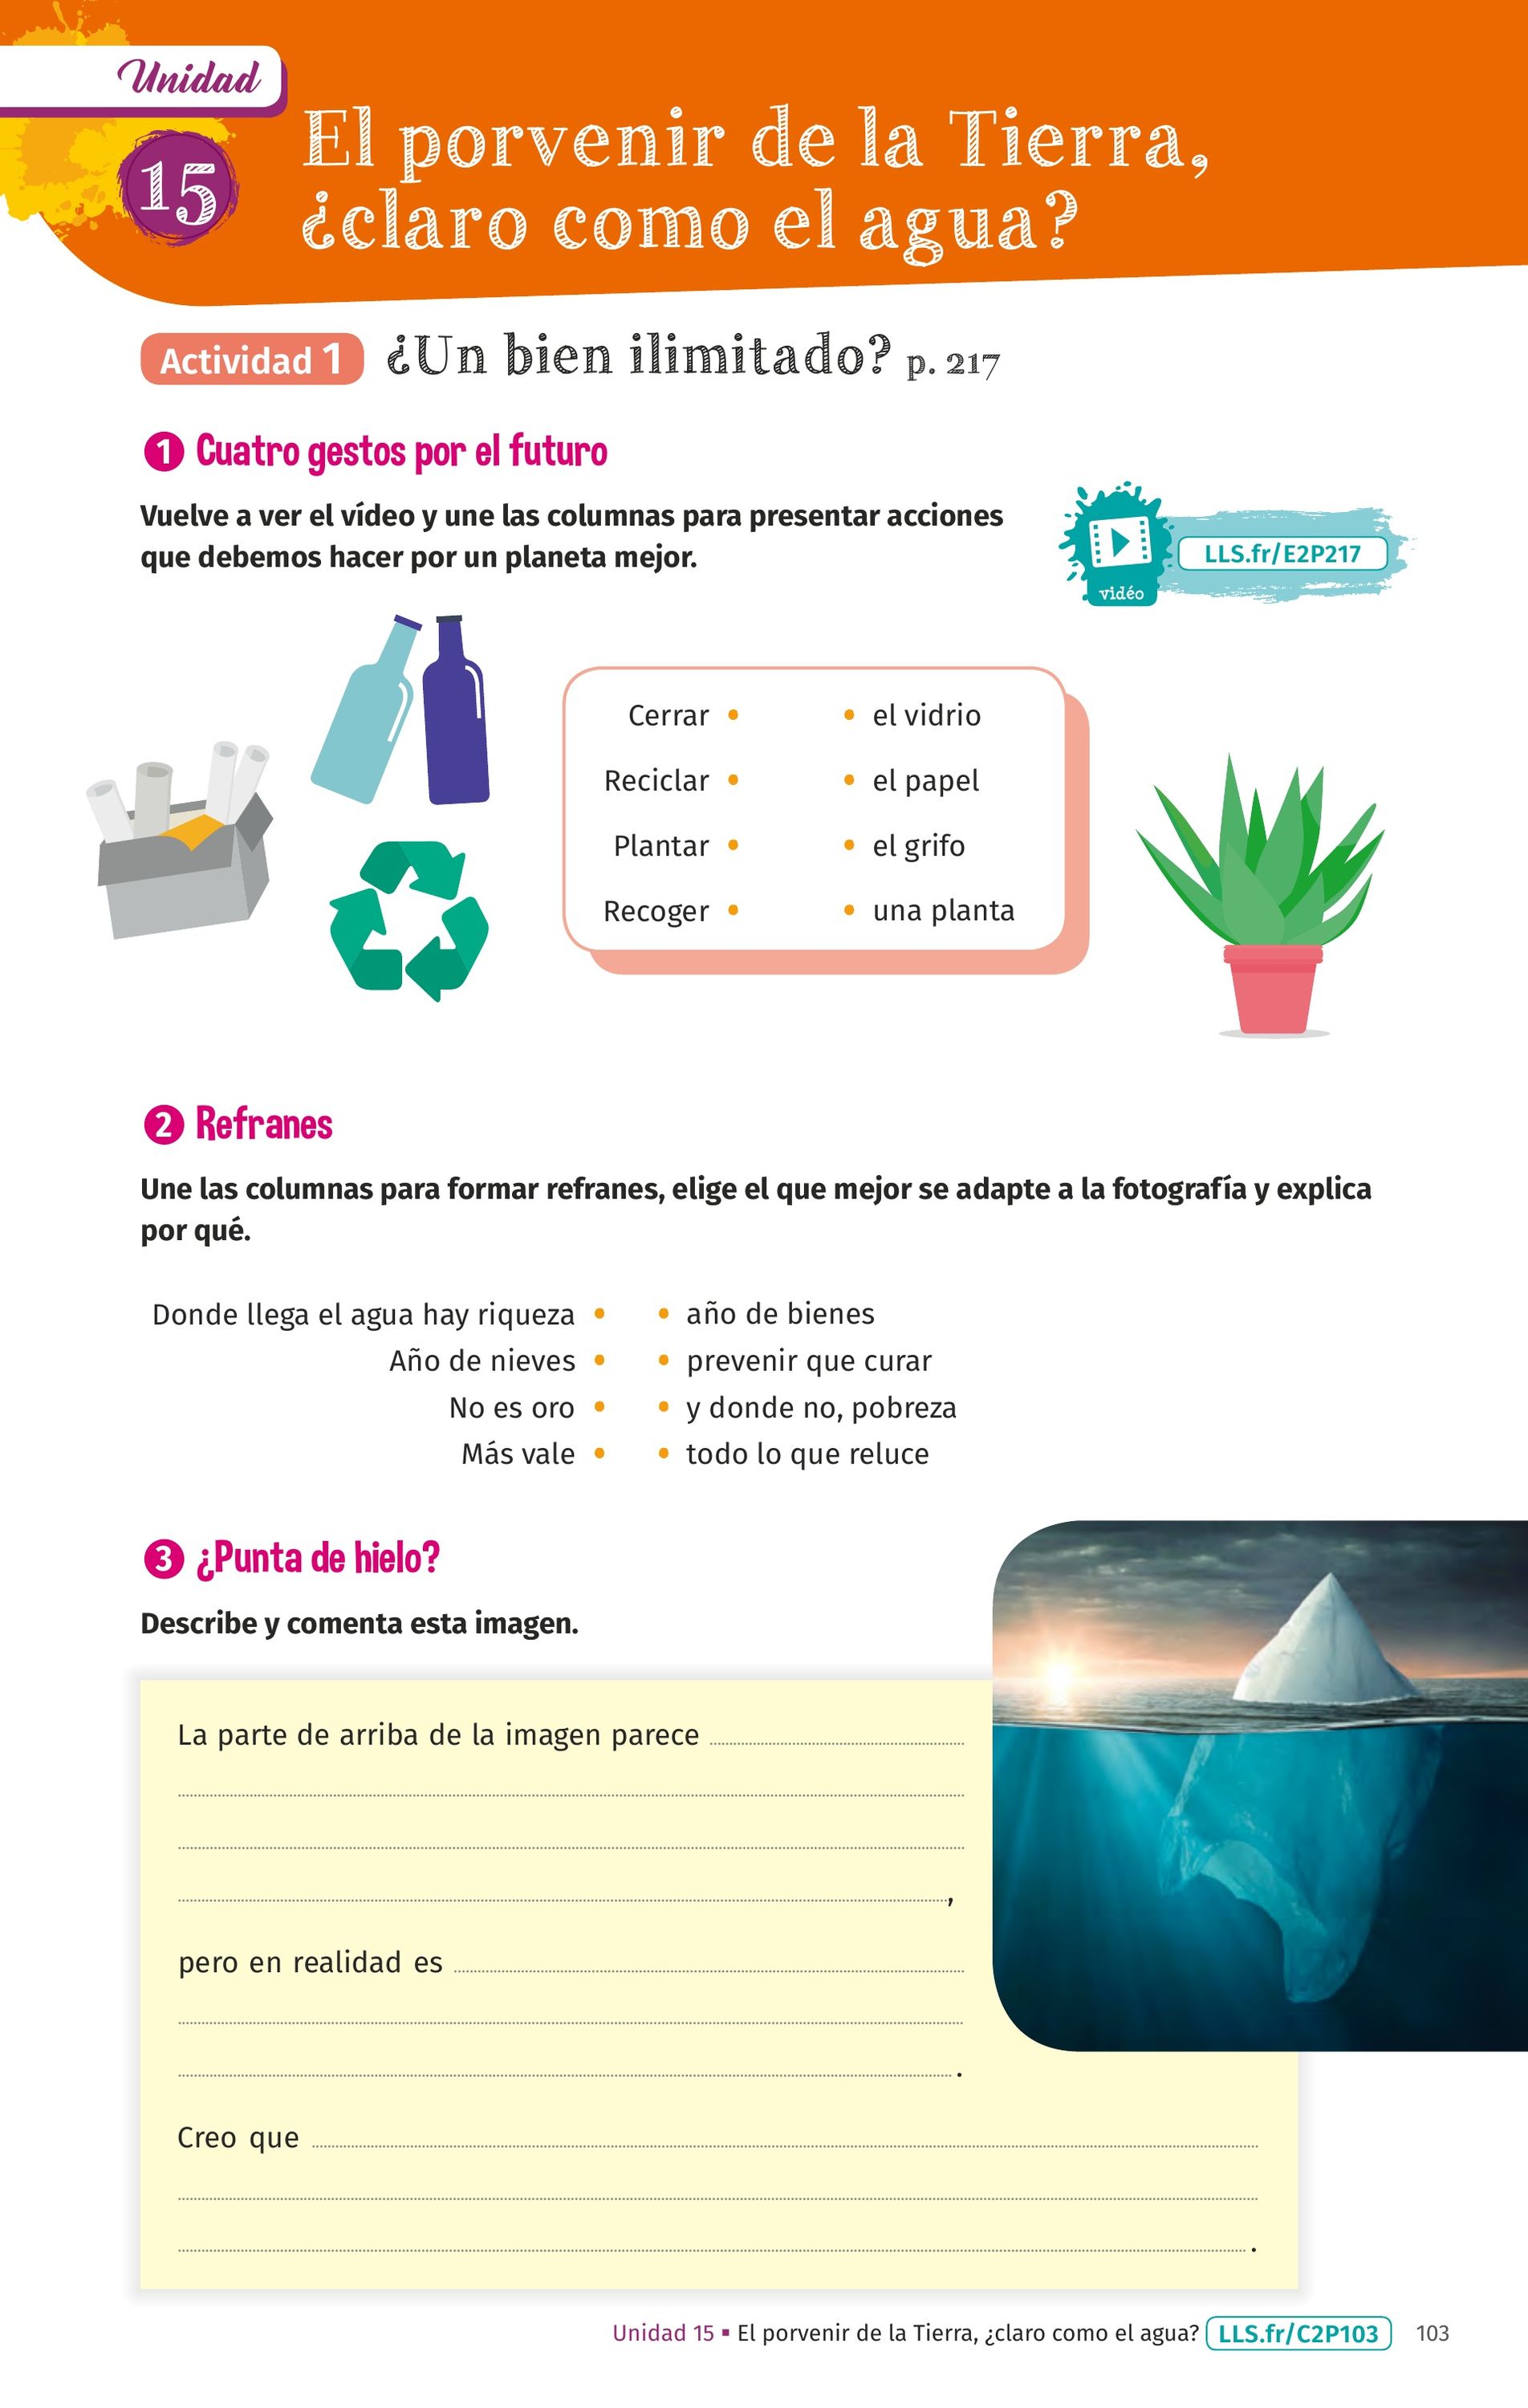 Unidad
15
El porvenir de la Tierra,
¿claro como el agua?
Actividad 1 ¿Un bien ilimitado? p. 217
1 Cuatro gestos por el futuro
Vuelve a ver el vídeo y une las columnas para presentar acciones
que debemos hacer por un planeta mejor.
vidéo
LLS.fr/E2P217
Cerrar • • el vidrio
Reciclar • • el papel
Plantar • • el grifo
Recoger • • una planta
2 Refranes
Une las columnas para formar refranes, elige el que mejor se adapte a la fotografía y explica
por qué.
Donde llega el agua hay riqueza • • año de bienes
Año de nieves • • prevenir que curar
No es oro • • y donde no, pobreza
Más vale • • todo lo que reluce
3 ¿Punta de hielo?
Describe y comenta esta imagen.
La parte de arriba de la imagen parece
,
pero en realidad es
.
Creo que
.
Unidad 15 ▪ El porvenir de la Tierra, ¿claro como el agua? LLS.fr/C2P103 103